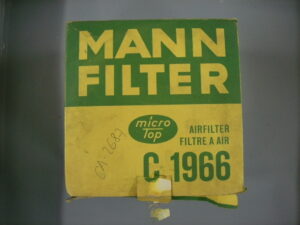 MANN
FILTER
micro
Top
AIRFILTER
FILTRE A AIR
C 1966